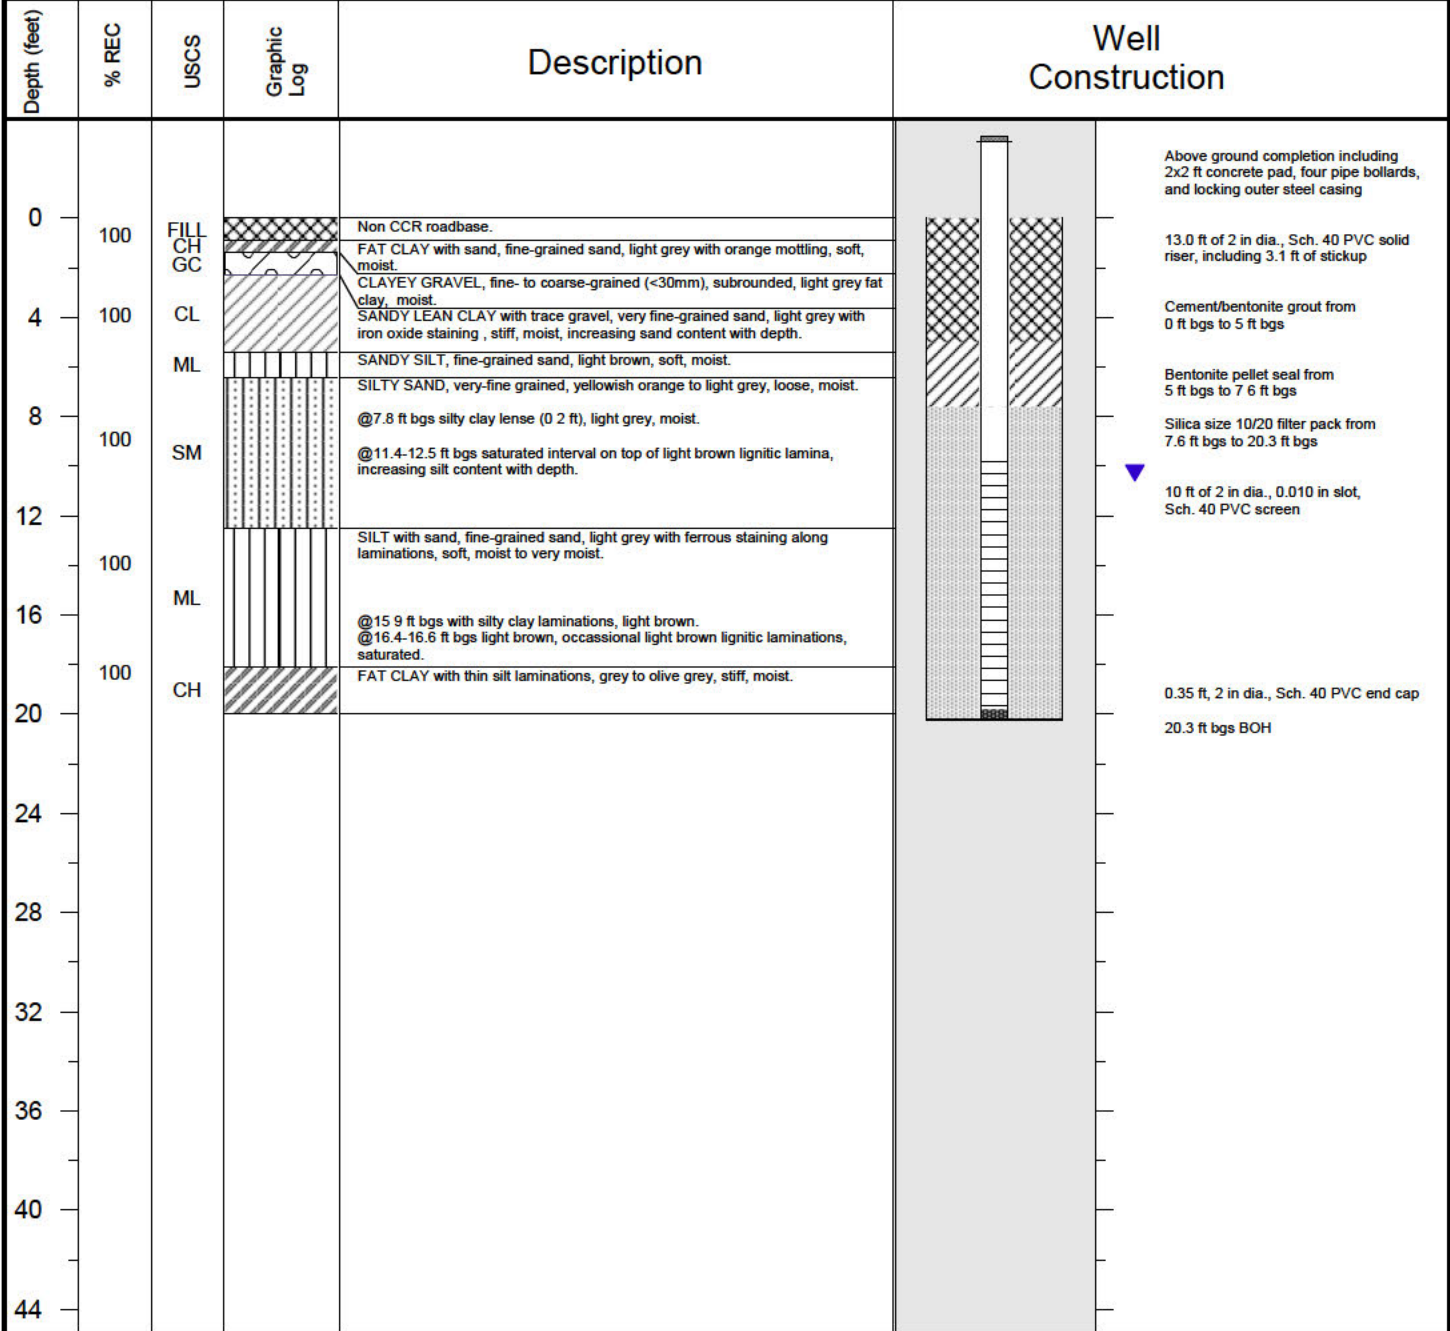 Depth (feet)
% REC
USCS
Graphic
Log
Description
Well
Construction
Above ground completion including
2x2 ft concrete pad, four pipe bollards,
and locking outer steel casing
0
100
FILL
Non CCR roadbase.
CH
FAT CLAY with sand, fine-grained sand, light grey with orange mottling, soft,
moist.
13.0 ft of 2 in dia., Sch. 40 PVC solid
riser, including 3.1 ft of stickup
GC
CLAYEY GRAVEL, fine- to coarse-grained (<30mm), subrounded, light grey fat
clay, moist.
4
100
CL
SANDY LEAN CLAY with trace gravel, very fine-grained sand, light grey with
iron oxide staining , stiff, moist, increasing sand content with depth.
Cement/bentonite grout from
0 ft bgs to 5 ft bgs
ML
SANDY SILT, fine-grained sand, light brown, soft, moist.
Bentonite pellet seal from
5 ft bgs to 7 6 ft bgs
SILTY SAND, very-fine grained, yellowish orange to light grey, loose, moist.
8
@7.8 ft bgs silty clay lense (0 2 ft), light grey, moist.
Silica size 10/20 filter pack from
7.6 ft bgs to 20.3 ft bgs
100
SM
@11.4-12.5 ft bgs saturated interval on top of light brown lignitic lamina,
increasing silt content with depth.
10 ft of 2 in dia., 0.010 in slot,
Sch. 40 PVC screen
12
SILT with sand, fine-grained sand, light grey with ferrous staining along
laminations, soft, moist to very moist.
100
ML
16
@15 9 ft bgs with silty clay laminations, light brown.
@16.4-16.6 ft bgs light brown, occassional light brown lignitic laminations,
saturated.
100
CH
FAT CLAY with thin silt laminations, grey to olive grey, stiff, moist.
0.35 ft, 2 in dia., Sch. 40 PVC end cap
20
20.3 ft bgs BOH
24
28
32
36
40
44